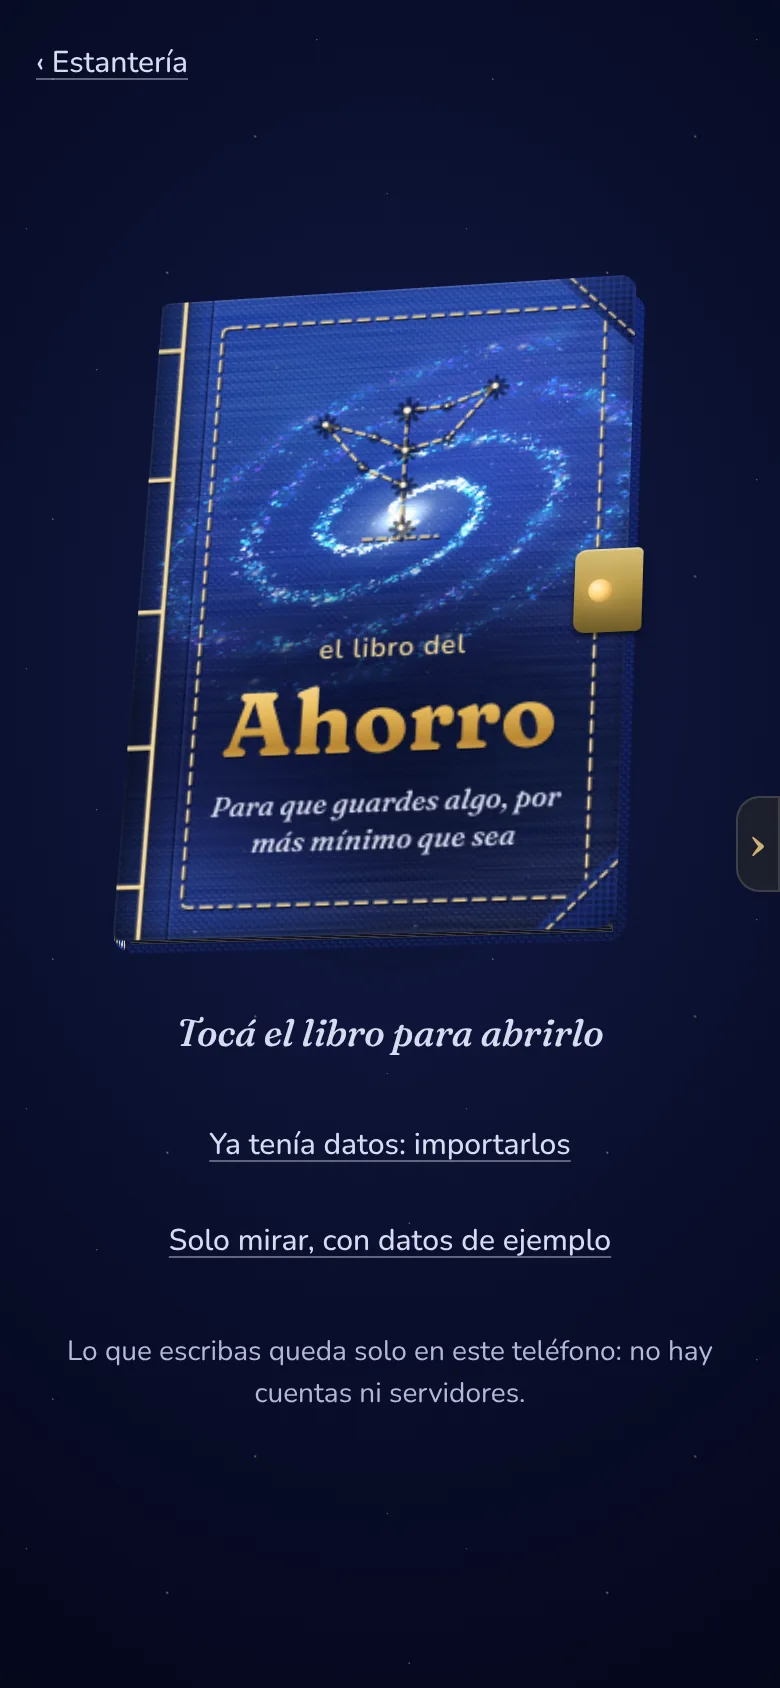 ‹ Estantería
el libro del
Ahorro
Para que guardes algo, por
más mínimo que sea
Tocá el libro para abrirlo
Ya tenía datos: importarlos
Solo mirar, con datos de ejemplo
Lo que escribas queda solo en este teléfono: no hay
cuentas ni servidores.